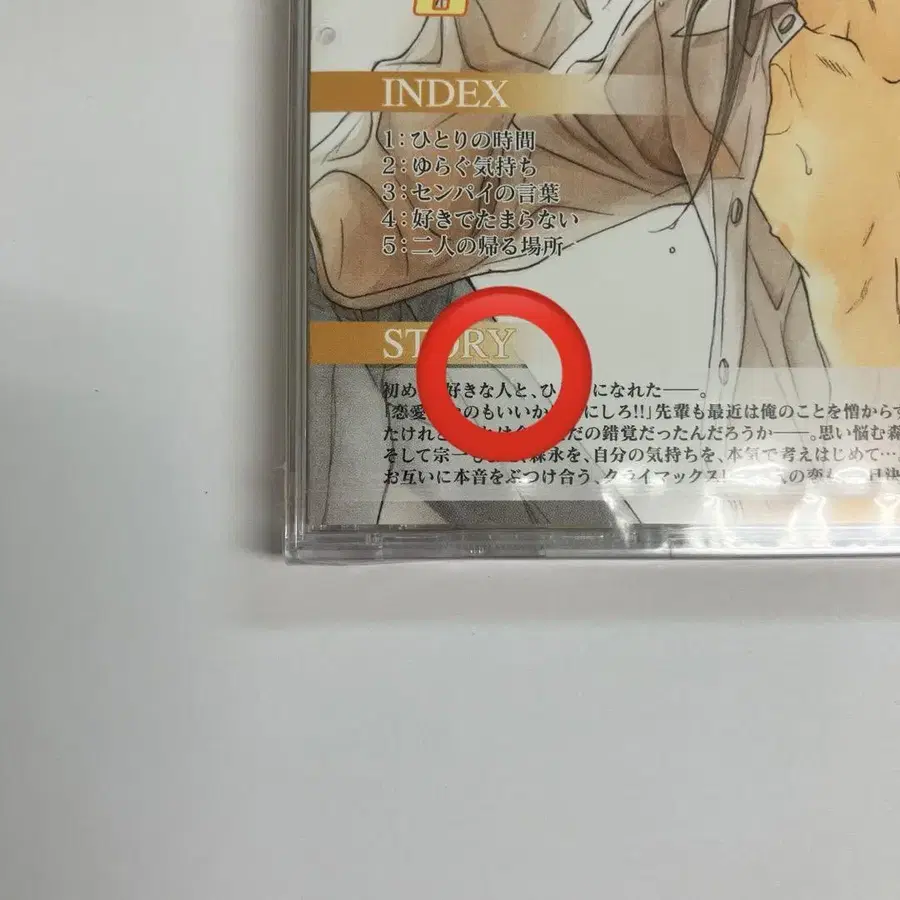 INDEX
1:ひとりの時間
2:ゆらぐ気持ち
3:センパイの言葉
4:好きでたまらない
5:二人の帰る場所
STORY
初め 好きな人と、ひ になれた——。
「恋愛 のもいいか にしろ!!」先輩も最近は俺のことを憎からず
たけれど だの錯覚だったんだろうか——。思い悩む森
そして宗一も 森永を、自分の気持ちを、本気で考えはじめて…
お互いに本音をぶつけ合う、クライマックス! の恋